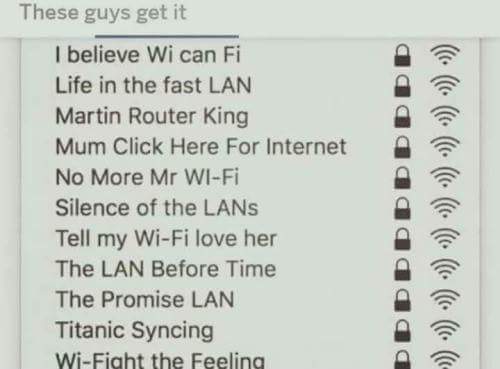 These guys get it
I believe Wi can Fi
Life in the fast LAN
Martin Router King
Mum Click Here For Internet
No More Mr WI-Fi
Silence of the LANs
Tell my Wi-Fi love her
The LAN Before Time
The Promise LAN
Titanic Syncing
Wi-Fight the Feeling